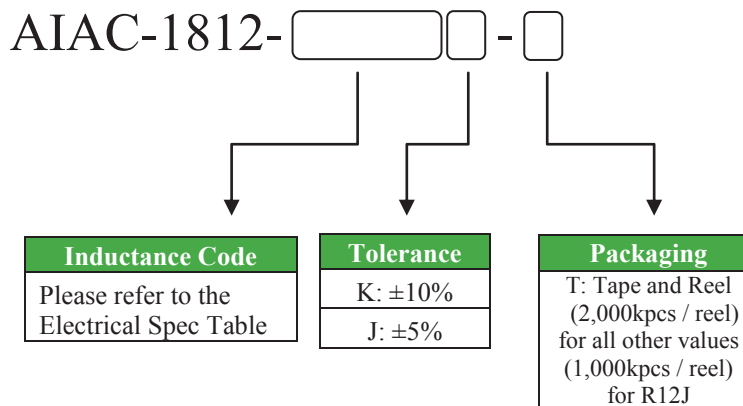 AIAC-1812- -
Inductance Code
Please refer to the
Electrical Spec Table
Tolerance
K: ±10%
J: ±5%
Packaging
T: Tape and Reel
(2,000kpcs / reel)
for all other values
(1,000kpcs / reel)
for R12J